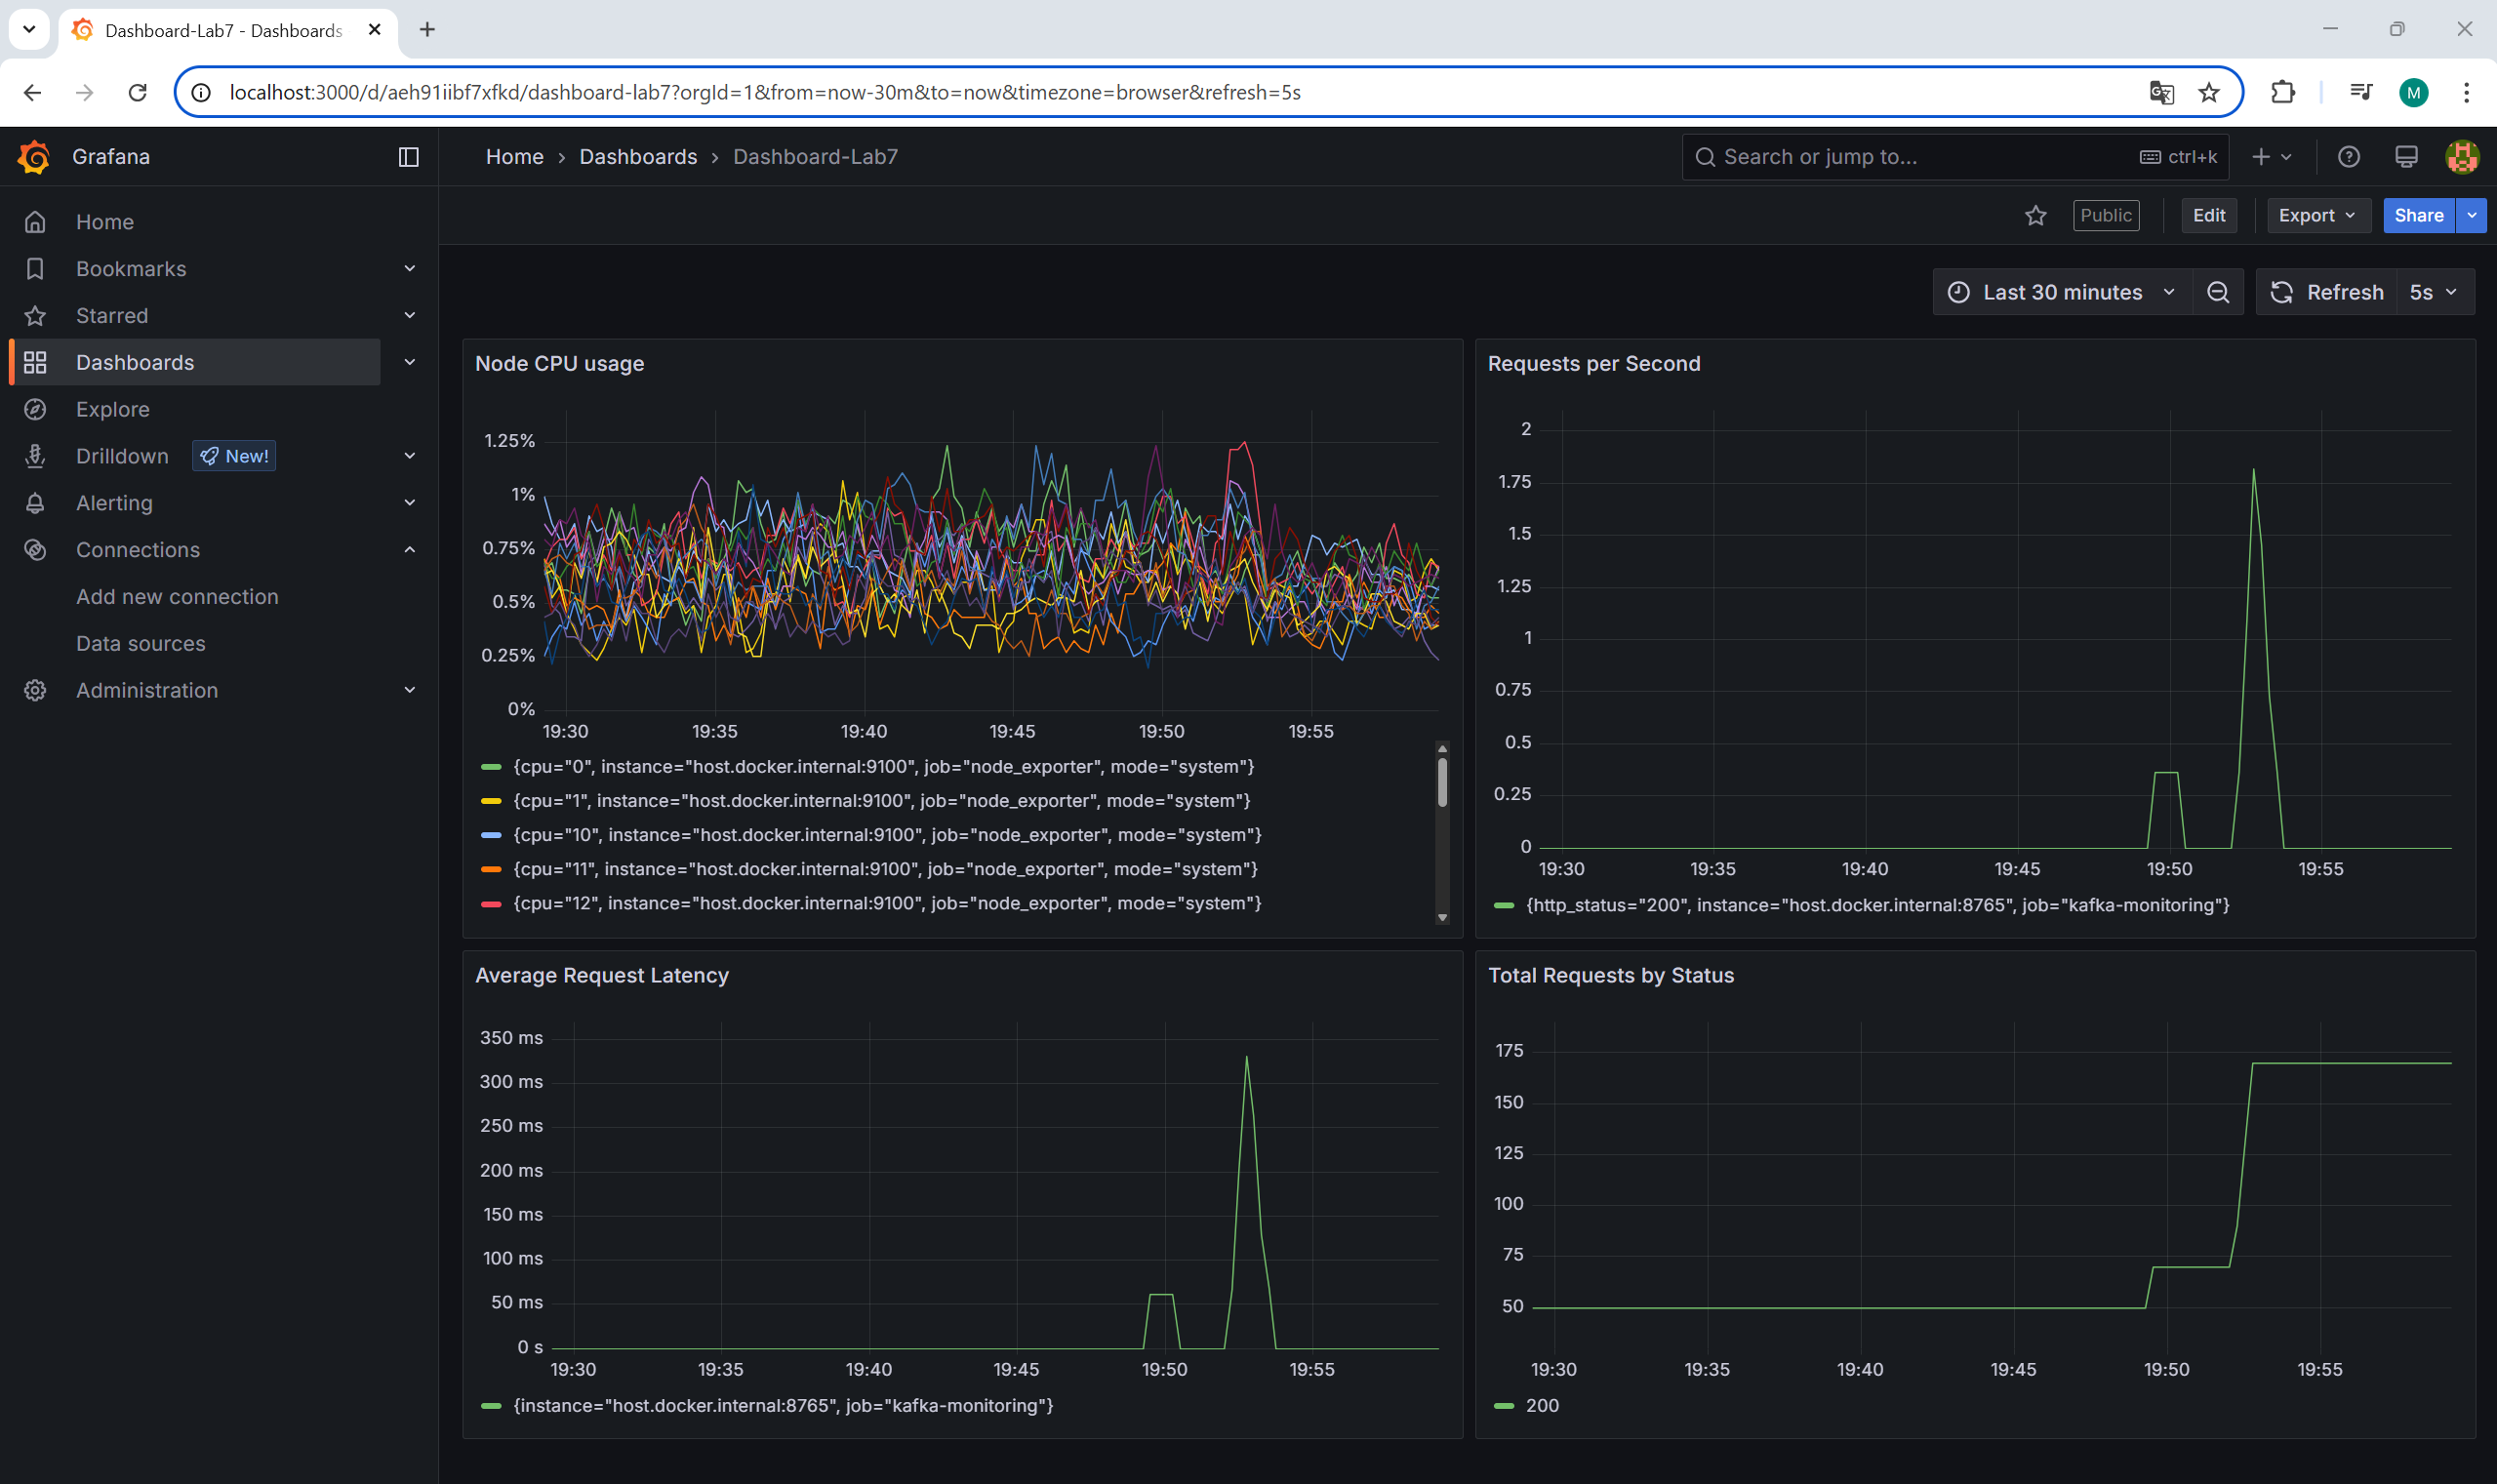 Dashboard-Lab7 - Dashboards
localhost:3000/d/aeh91iibf7xfkd/dashboard-lab7?orgId=1&from=now-30m&to=now&timezone=browser&refresh=5s
M
Grafana
Home › Dashboards › Dashboard-Lab7
Search or jump to...
ctrl+k
Public
Edit
Export
Share
Home
Bookmarks
Starred
Dashboards
Explore
Drilldown
New!
Alerting
Connections
Add new connection
Data sources
Administration
Last 30 minutes
Refresh
5s
Node CPU usage
1.25%
1%
0.75%
0.5%
0.25%
0%
19:30 19:35 19:40 19:45 19:50 19:55
{cpu="0", instance="host.docker.internal:9100", job="node_exporter", mode="system"}
{cpu="1", instance="host.docker.internal:9100", job="node_exporter", mode="system"}
{cpu="10", instance="host.docker.internal:9100", job="node_exporter", mode="system"}
{cpu="11", instance="host.docker.internal:9100", job="node_exporter", mode="system"}
{cpu="12", instance="host.docker.internal:9100", job="node_exporter", mode="system"}
Requests per Second
2
1.75
1.5
1.25
1
0.75
0.5
0.25
0
19:30 19:35 19:40 19:45 19:50 19:55
{http_status="200", instance="host.docker.internal:8765", job="kafka-monitoring"}
Average Request Latency
350 ms
300 ms
250 ms
200 ms
150 ms
100 ms
50 ms
0 s
19:30 19:35 19:40 19:45 19:50 19:55
{instance="host.docker.internal:8765", job="kafka-monitoring"}
Total Requests by Status
175
150
125
100
75
50
19:30 19:35 19:40 19:45 19:50 19:55
200